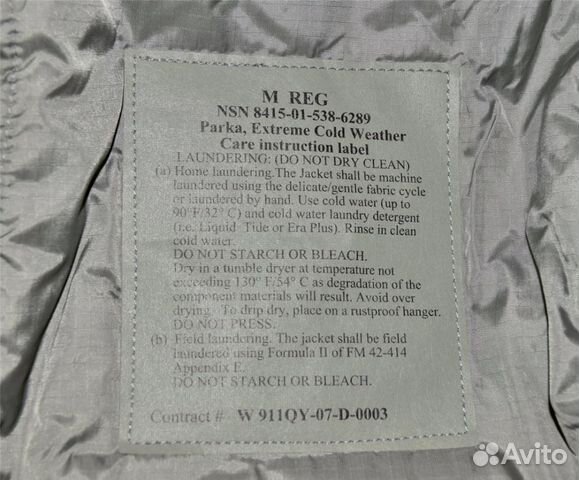 M REG
NSN 8415-01-538-6289
Parka, Extreme Cold Weather
Care instruction label
LAUNDERING: (DO NOT DRY CLEAN)
(a) Home laundering.The Jacket shall be machine
laundered using the delicate/gentle fabric cycle
or laundered by hand. Use cold water (up to
90°F/32° C) and cold water laundry detergent
(i.e. Liquid Tide or Era Plus). Rinse in clean
cold water.
DO NOT STARCH OR BLEACH.
Dry in a tumble dryer at temperature not
exceeding 130° F/54° C as degradation of the
component materials will result. Avoid over
drying. To drip dry, place on a rustproof hanger.
DO NOT PRESS.
(b) Field laundering. The jacket shall be field
laundered using Formula II of FM 42-414
Appendix E.
DO NOT STARCH OR BLEACH.
Contract # W 911QY-07-D-0003
Avito